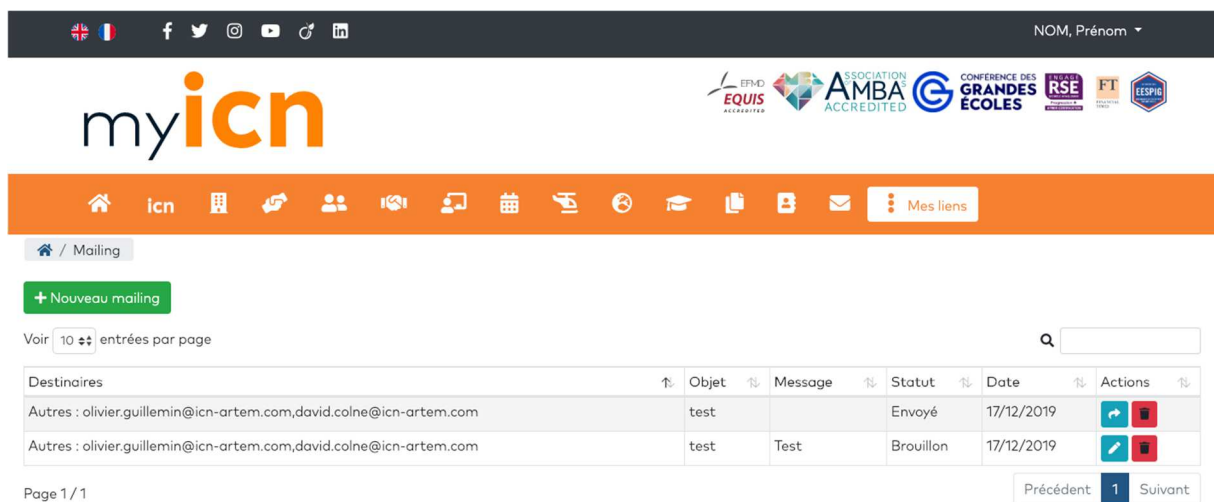 NOM, Prénom
myicn
EFMD
EQUIS
ACCREDITED
ASSOCIATION
AMBA
ACCREDITED
CONFÉRENCE DES
GRANDES
ÉCOLES
ENGAGÉ
RSE
FT
FINANCIAL
TIMES
EESPIG
icn
Mes liens
/ Mailing
+ Nouveau mailing
Voir 10 entrées par page
Destinaires Objet Message Statut Date Actions
Autres : olivier.guillemin@icn-artem.com,david.colne@icn-artem.com test Envoyé 17/12/2019
Autres : olivier.guillemin@icn-artem.com,david.colne@icn-artem.com test Test Brouillon 17/12/2019
Page 1 / 1
Précédent 1 Suivant